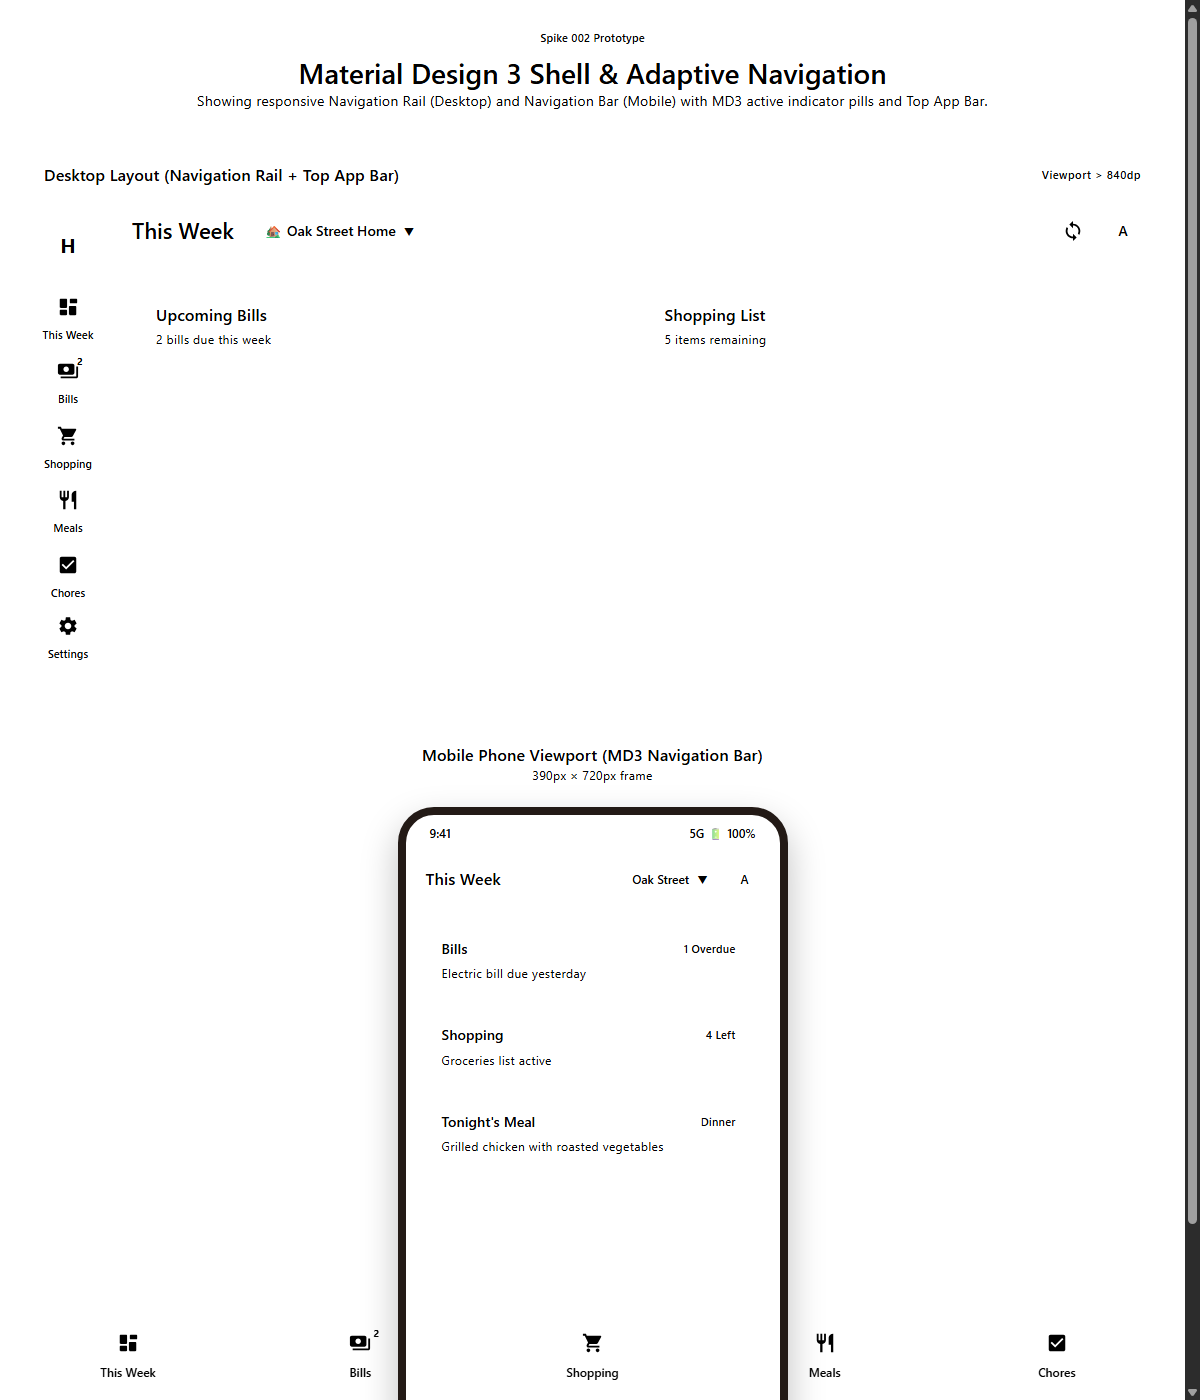 Spike 002 Prototype
Material Design 3 Shell & Adaptive Navigation
Showing responsive Navigation Rail (Desktop) and Navigation Bar (Mobile) with MD3 active indicator pills and Top App Bar.
Desktop Layout (Navigation Rail + Top App Bar)
Viewport > 840dp
H
This Week
Oak Street Home ▼
A
This Week
2
Bills
Shopping
Meals
Chores
Settings
Upcoming Bills
2 bills due this week
Shopping List
5 items remaining
Mobile Phone Viewport (MD3 Navigation Bar)
390px × 720px frame
9:41
5G 🔋 100%
This Week
Oak Street ▼
A
Bills
1 Overdue
Electric bill due yesterday
Shopping
4 Left
Groceries list active
Tonight's Meal
Dinner
Grilled chicken with roasted vegetables
This Week
2
Bills
Shopping
Meals
Chores